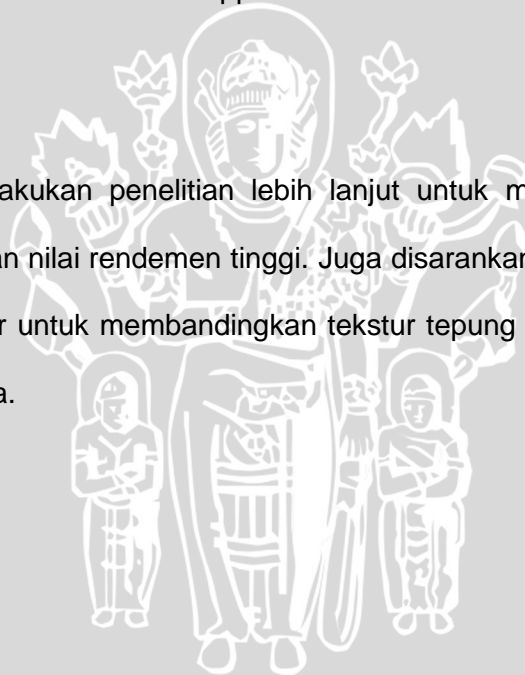 akukan penelitian lebih lanjut untuk m
an nilai rendemen tinggi. Juga disarankan
r untuk membandingkan tekstur tepung
a.